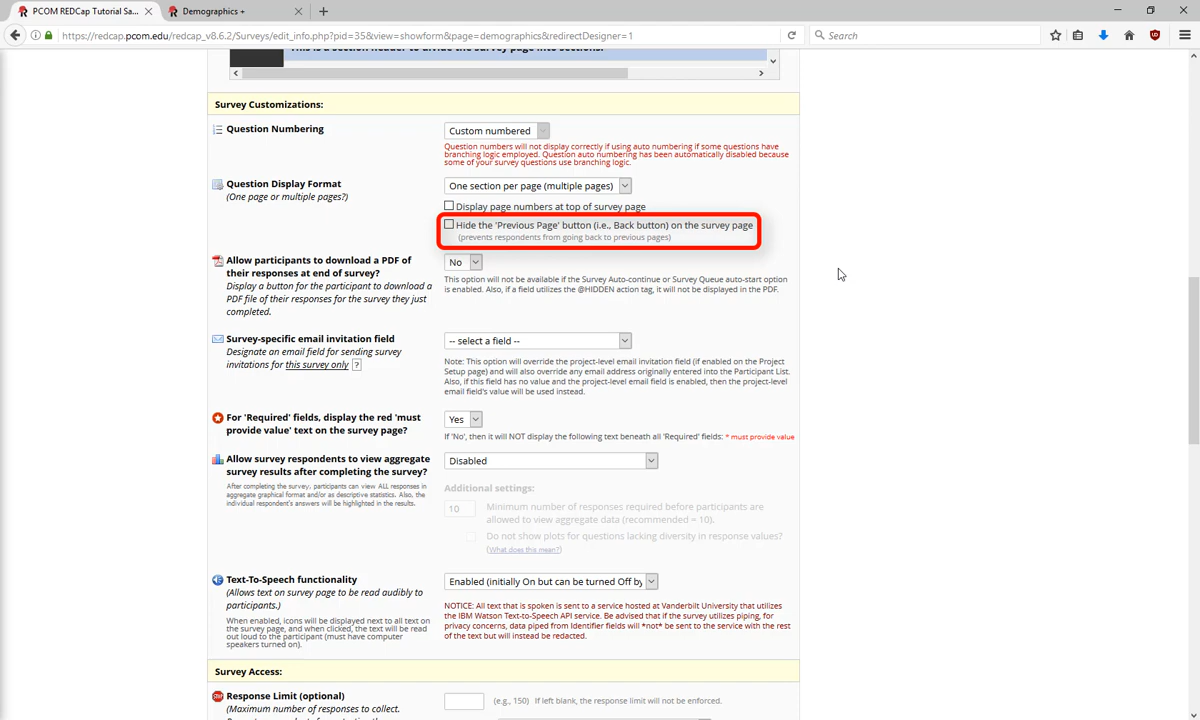 PCOM REDCap Tutorial Sa...
Demographics +
https://redcap.pcom.edu/redcap_v8.6.2/Surveys/edit_info.php?pid=35&view=showform&page=demographics&redirectDesigner=1
Search
This is a section header to divide the survey page into sections.
Survey Customizations:
Question Numbering
Custom numbered
Question numbers will not display correctly if using auto numbering if some questions have
branching logic employed. Question auto numbering has been automatically disabled because
some of your survey questions use branching logic.
Question Display Format
(One page or multiple pages?)
One section per page (multiple pages)
Display page numbers at top of survey page
Hide the 'Previous Page' button (i.e., Back button) on the survey page
(prevents respondents from going back to previous pages)
Allow participants to download a PDF of
their responses at end of survey?
Display a button for the participant to download a
PDF file of their responses for the survey they just
completed.
No
This option will not be available if the Survey Auto-continue or Survey Queue auto-start option
is enabled. Also, if a field utilizes the @HIDDEN action tag, it will not be displayed in the PDF.
Survey-specific email invitation field
Designate an email field for sending survey
invitations for this survey only ?
-- select a field --
Note: This option will override the project-level email invitation field (if enabled on the Project
Setup page) and will also override any email address originally entered into the Participant List.
Also, if this field has no value and the project-level email field is enabled, then the project-level
email field's value will be used instead.
For 'Required' fields, display the red 'must
provide value' text on the survey page?
Yes
If 'No', then it will NOT display the following text beneath all 'Required' fields: * must provide value
Allow survey respondents to view aggregate
survey results after completing the survey?
After completing the survey, participants can view ALL responses in
aggregate graphical format and/or as descriptive statistics. Also, the
individual respondent's answers will be highlighted in the results.
Disabled
Additional settings:
10
Minimum number of responses required before participants are
allowed to view aggregate data (recommended = 10).
Do not show plots for questions lacking diversity in response values?
(What does this mean?)
Text-To-Speech functionality
(Allows text on survey page to be read audibly to
participants.)
When enabled, icons will be displayed next to all text on
the survey page, and when clicked, the text will be read
out loud to the participant (must have computer
speakers turned on).
Enabled (initially On but can be turned Off by
NOTICE: All text that is spoken is sent to a service hosted at Vanderbilt University that utilizes
the IBM Watson Text-to-Speech API service. Be advised that if the survey utilizes piping, for
privacy concerns, data piped from Identifier fields will *not* be sent to the service with the rest
of the text but will instead be redacted.
Survey Access:
Response Limit (optional)
(Maximum number of responses to collect.
(e.g., 150) If left blank, the response limit will not be enforced.